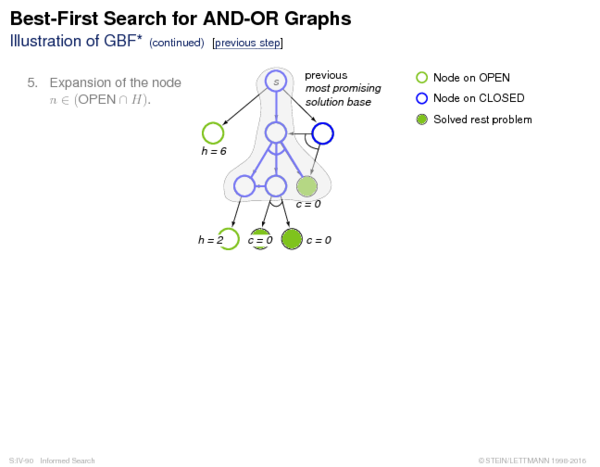 Best-First Search for AND-OR Graphs
Illustration of GBF* (continued) [previous step]
5. Expansion of the node
n ∈ (OPEN ∩ H).
s
previous
most promising
solution base
Node on OPEN
Node on CLOSED
Solved rest problem
h = 6
c = 0
h = 2
c = 0
c = 0
S:IV-90 Informed Search
© STEIN/LETTMANN 1998-2016